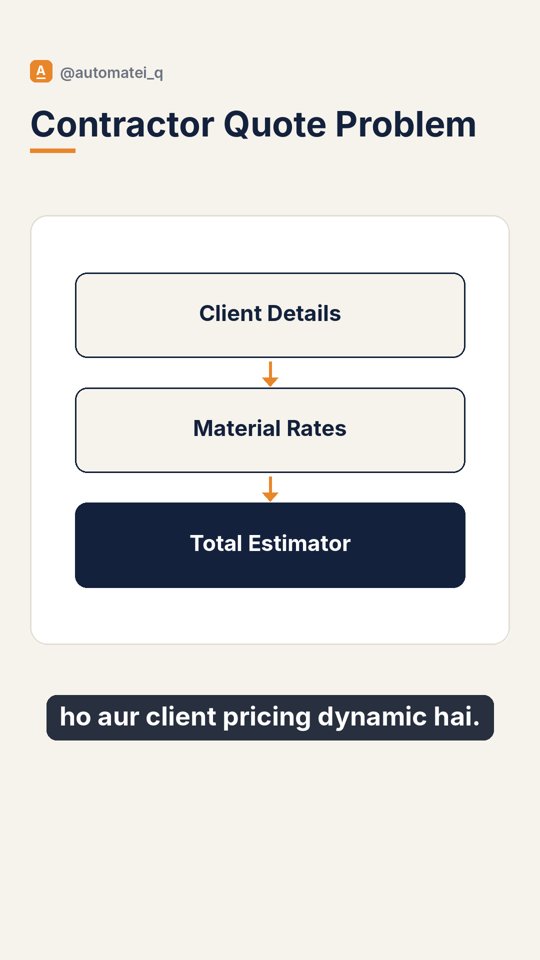 A
@automatei_q
Contractor Quote Problem
Client Details
Material Rates
Total Estimator
ho aur client pricing dynamic hai.